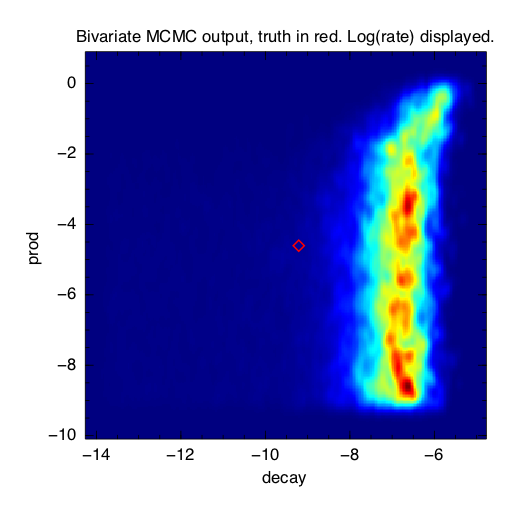 Bivariate MCMC output, truth in red. Log(rate) displayed.
0
−2
−4
−6
−8
−10
prod
−14 −12 −10 −8 −6
decay